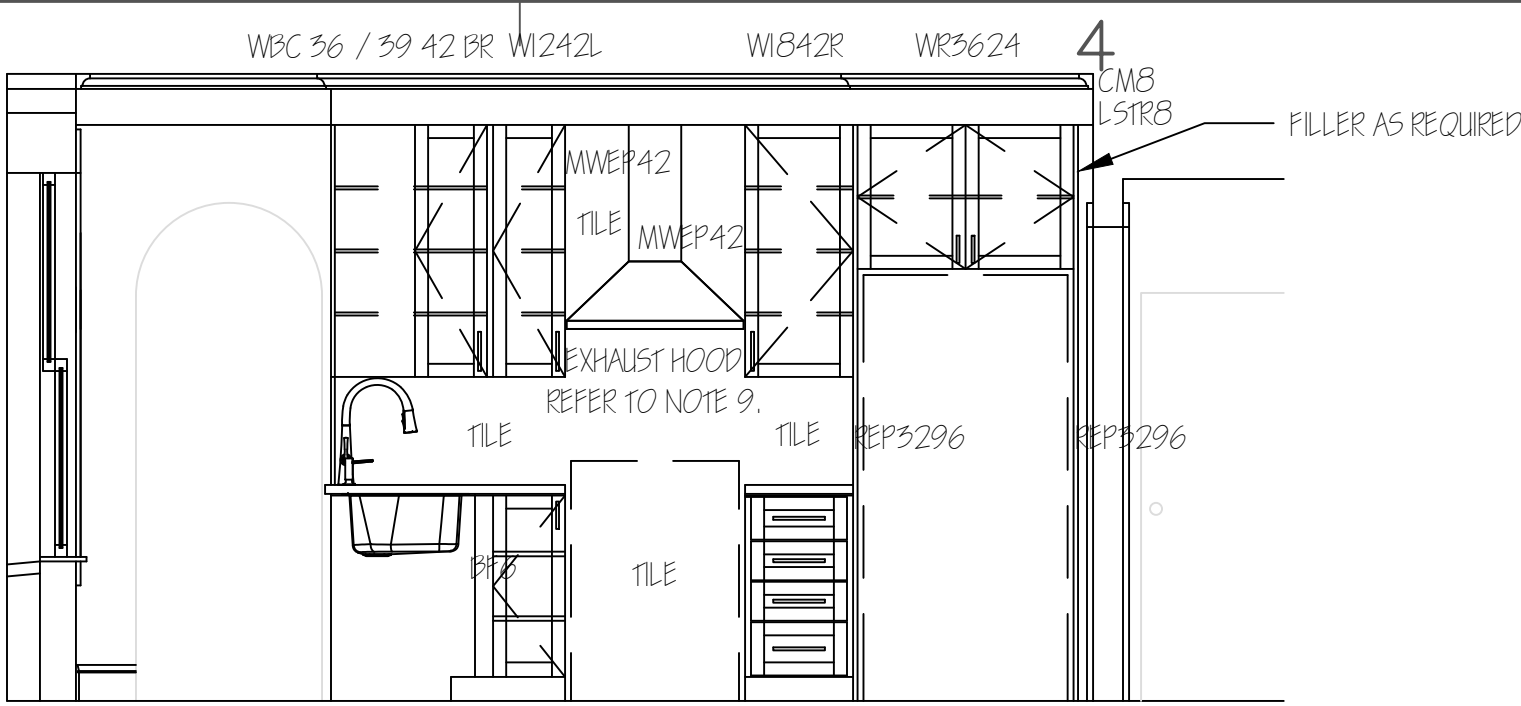 WBC 36 / 39 42 BR W1242L W1842R WR3624 4
CM8
LSTR8
FILLER AS REQUIRED
MWEP42
TILE
MWEP42
EXHAUST HOOD
REFER TO NOTE 9.
TILE
TILE
REP3296
REP3296
BF6
TILE